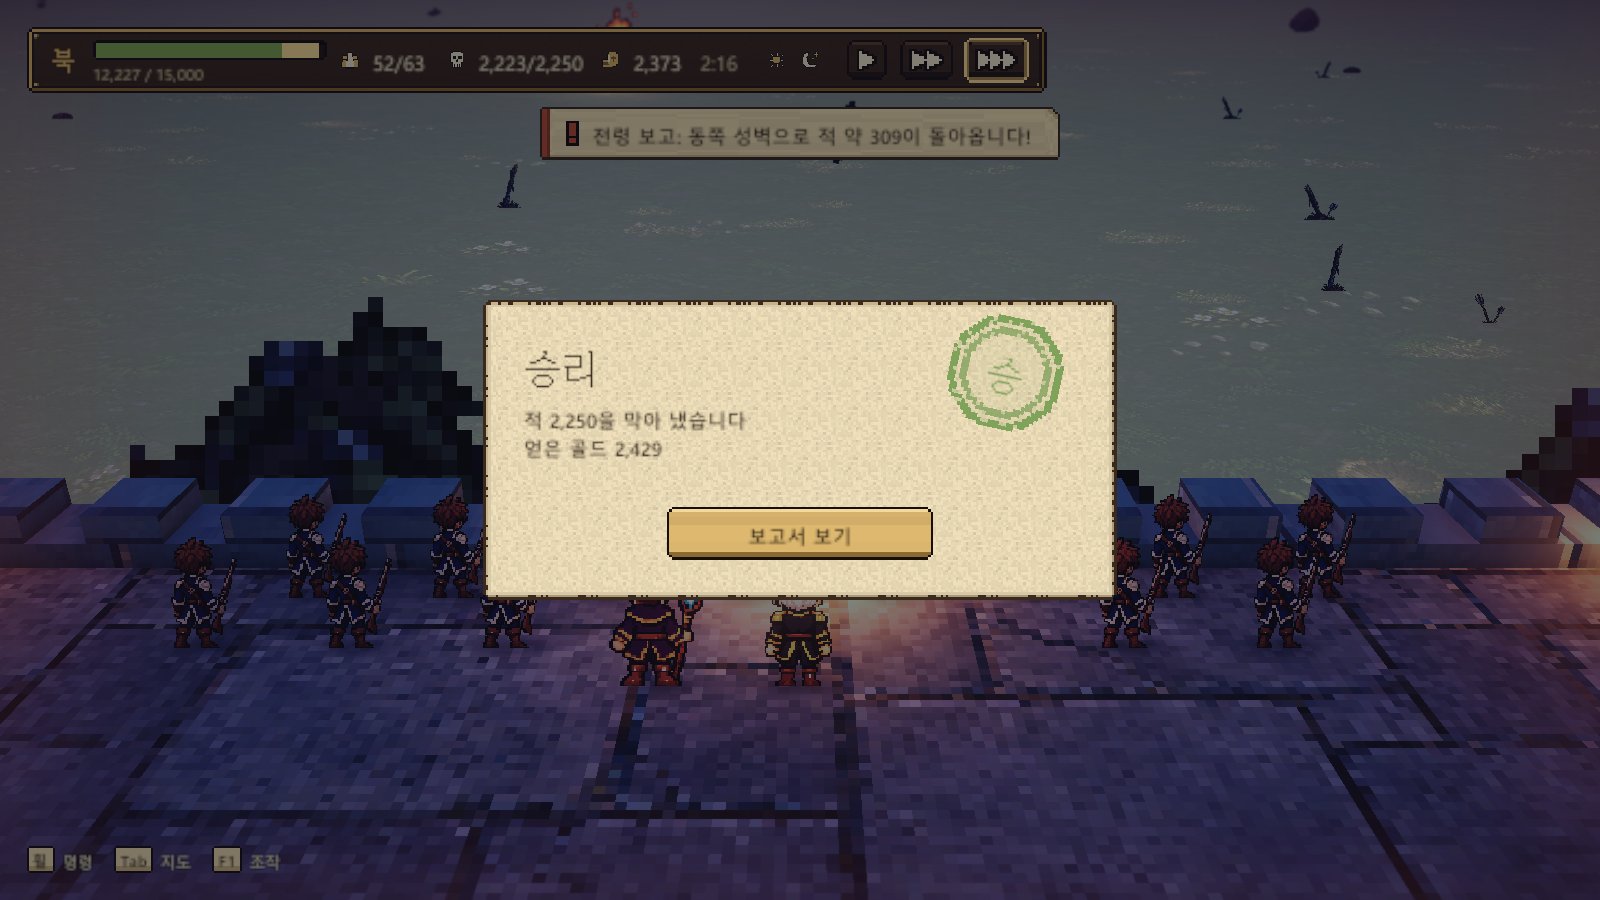 북
12,227 / 15,000
52/63
2,223/2,250
2,373
2:16
전령 보고: 동쪽 성벽으로 적 약 309이 돌아옵니다!
승리
승
적 2,250을 막아 냈습니다
얻은 골드 2,429
보고서 보기
휠 명령
Tab 지도
F1 조작